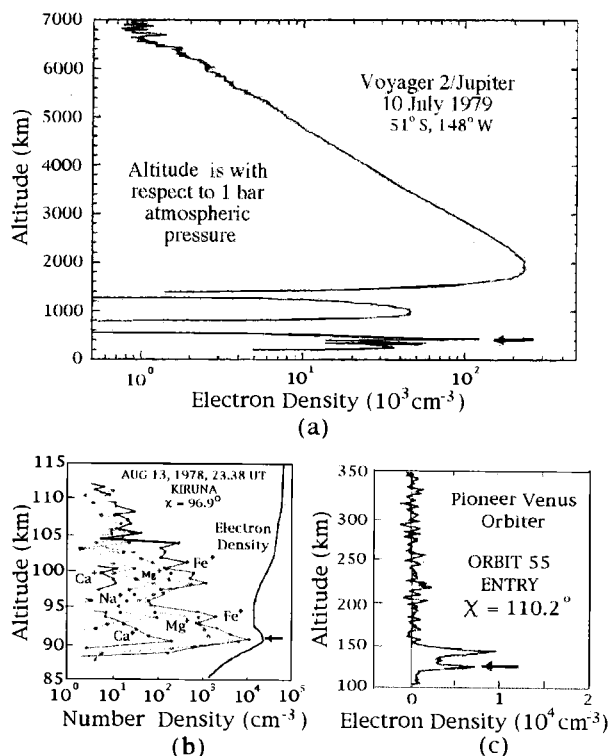 7000
6000
5000
4000
3000
2000
1000
0
Altitude (km)
Voyager 2/Jupiter
10 July 1979
51° S, 148° W
Altitude is with
respect to 1 bar
atmospheric
pressure
10⁰ 10¹ 10²
Electron Density (10³cm⁻³)
(a)
115
110
105
100
95
90
85
Altitude (km)
AUG 13, 1978, 23.38 UT
KIRUNA
χ = 96.9°
Electron
Density
Fe
Mg
Ca
Na
Fe
Mg
Ca
10⁰ 10¹ 10² 10³ 10⁴ 10⁵
Number Density (cm⁻³)
(b)
350
300
250
200
150
100
Altitude (km)
Pioneer Venus
Orbiter
ORBIT 55
ENTRY
χ = 110.2°
0 1 2
Electron Density (10⁴ cm⁻³)
(c)